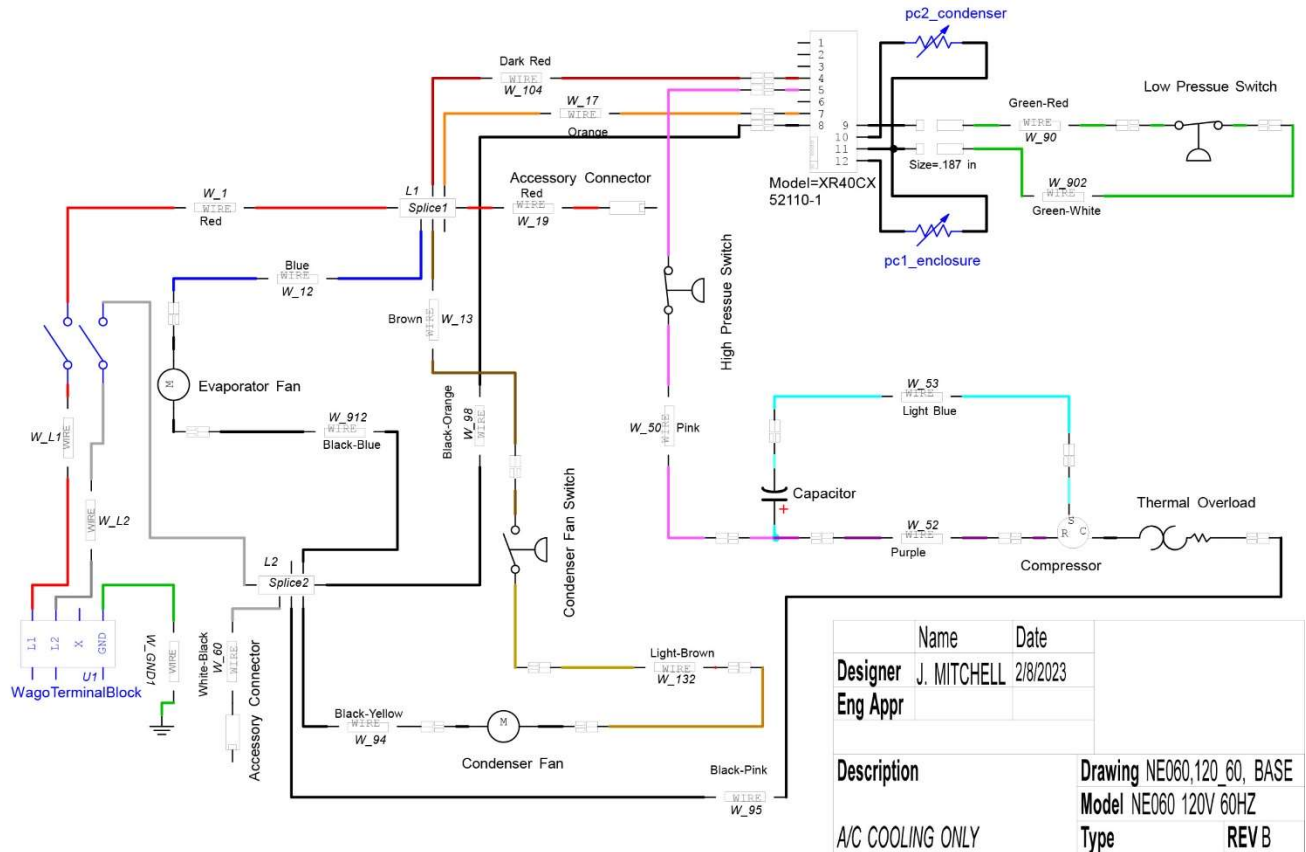 pc2_condenser
1
2
3
4
5
6
7
8
9
10
11
12
Dark Red
WIRE
W_104
W_17
WIRE
Orange
Low Pressue Switch
Green-Red
WIRE
W_90
Size=.187 in
W_902
WIRE
Green-White
Model=XR40CX
52110-1
pc1_enclosure
L1
Splice1
Accessory Connector
Red
WIRE
W_19
W_1
WIRE
Red
Blue
WIRE
W_12
Brown
WIRE
W_13
High Pressue Switch
M
Evaporator Fan
W_912
WIRE
Black-Blue
Black-Orange
W_98
WIRE
W_50
WIRE
Pink
W_53
WIRE
Light Blue
W_L1
WIRE
WIRE
W_L2
Capacitor
+
Thermal Overload
W_52
WIRE
Purple
S
R
C
Compressor
Condenser Fan Switch
L2
Splice2
L1
L2
X
GND
U1
WagoTerminalBlock
W_GND1
WIRE
White-Black
W_60
WIRE
Accessory Connector
Light-Brown
WIRE
W_132
Black-Yellow
WIRE
W_94
M
Condenser Fan
Black-Pink
WIRE
W_95
Name Date
Designer J. MITCHELL 2/8/2023
Eng Appr
Description Drawing NE060,120_60, BASE
Model NE060 120V 60HZ
A/C COOLING ONLY Type REV B